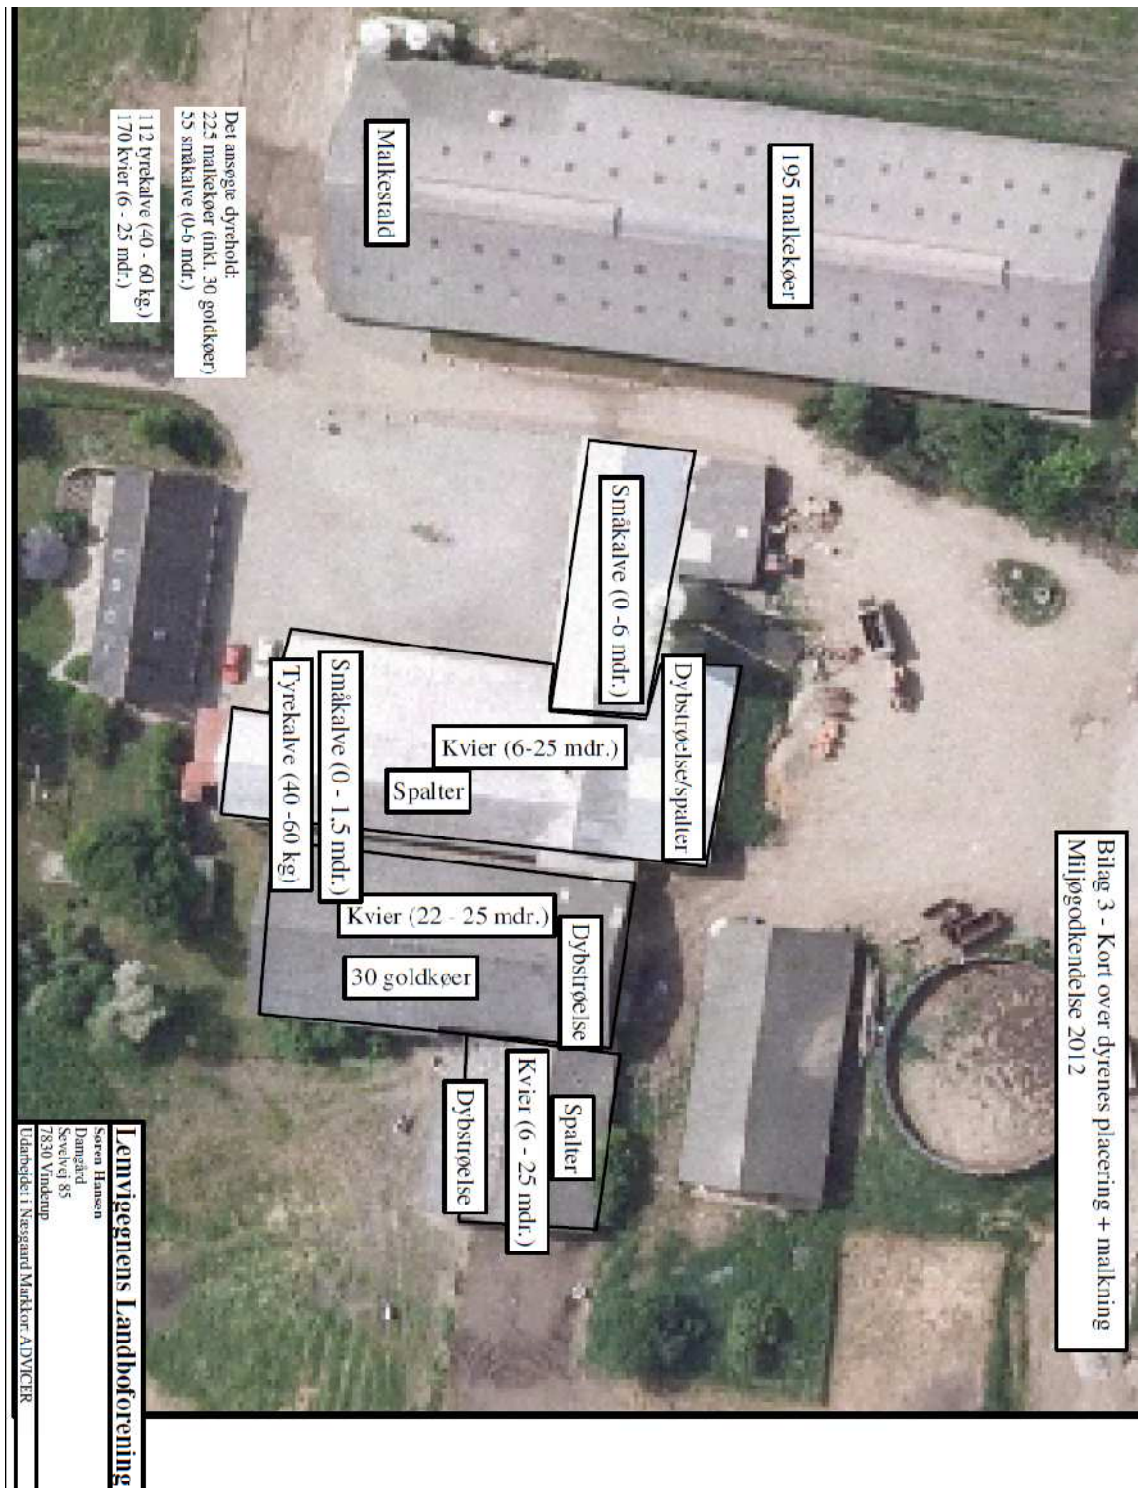 Bilag 3 - Kort over dyrenes placering + malkning
Miljøgodkendelse 2012
195 malkekøer
Malkestald
Det ansøgte dyrehold:
225 malkekøer (inkl. 30 goldkøer)
55 småkalve (0-6 mdr.)
112 tyrekalve (40 - 60 kg.)
170 kvier (6 - 25 mdr.)
Småkalve (0 -6 mdr.)
Dybstrøelse/spalter
Kvier (6-25 mdr.)
Spalter
Småkalve (0 - 1,5 mdr.)
Tyrekalve (40 -60 kg)
Kvier (22 - 25 mdr.)
Dybstrøelse
30 goldkøer
Spalter
Kvier (6 - 25 mdr.)
Dybstrøelse
Lemvigegnens Landboforening
Søren Hansen
Damgård
Sevelvej 85
7830 Vinderup
Udarbejdet i Næsgaard Markkort: ADVICER